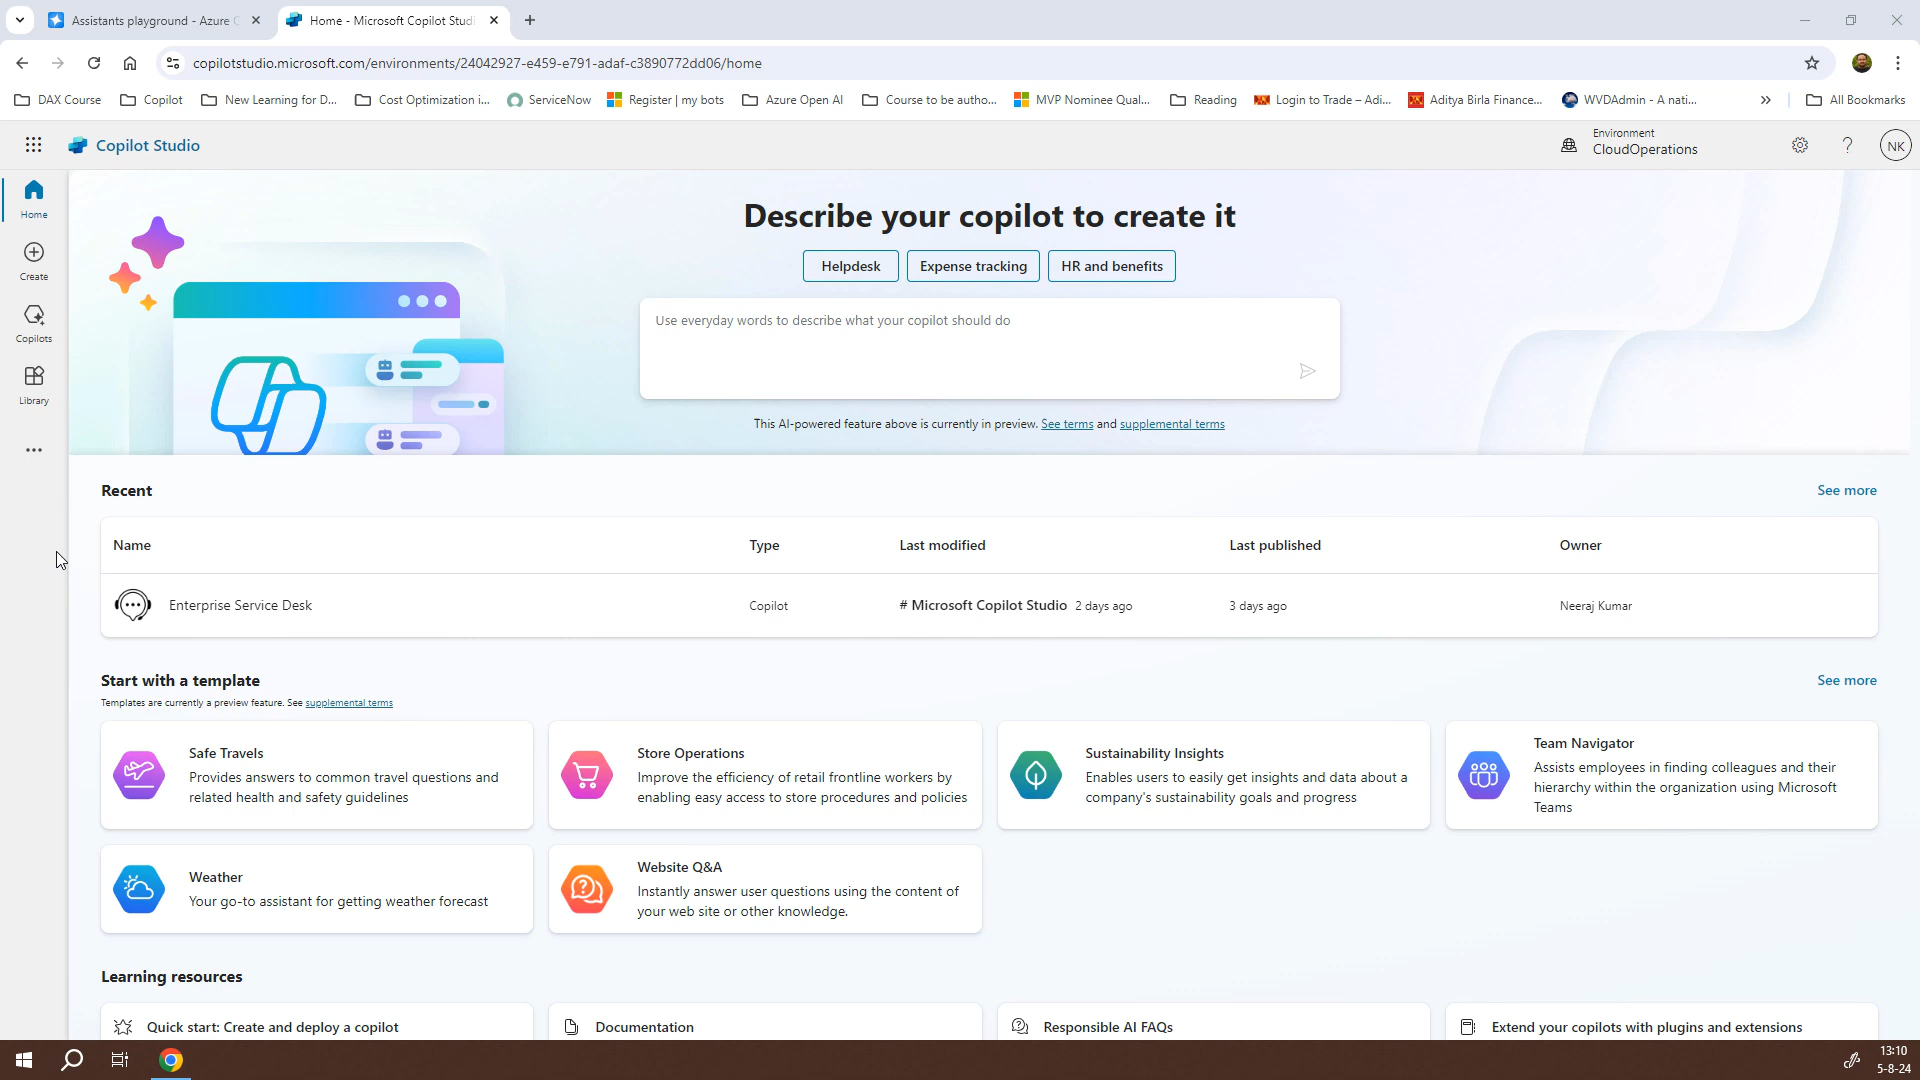 Assistants playground - Azure
Home - Microsoft Copilot Studi
copilotstudio.microsoft.com/environments/24042927-e459-e791-adaf-c3890772dd06/home
DAX Course
Copilot
New Learning for D...
Cost Optimization i...
ServiceNow
Register | my bots
Azure Open AI
Course to be autho...
MVP Nominee Qual...
Reading
Login to Trade – Adi...
Aditya Birla Finance...
WVDAdmin - A nati...
All Bookmarks
Copilot Studio
Environment
CloudOperations
NK
Home
Create
Copilots
Library
Describe your copilot to create it
Helpdesk
Expense tracking
HR and benefits
Use everyday words to describe what your copilot should do
This AI-powered feature above is currently in preview. See terms and supplemental terms
Recent
See more
Name Type Last modified Last published Owner
Enterprise Service Desk Copilot # Microsoft Copilot Studio 2 days ago 3 days ago Neeraj Kumar
Start with a template
See more
Templates are currently a preview feature. See supplemental terms
Safe Travels
Provides answers to common travel questions and
related health and safety guidelines
Store Operations
Improve the efficiency of retail frontline workers by
enabling easy access to store procedures and policies
Sustainability Insights
Enables users to easily get insights and data about a
company's sustainability goals and progress
Team Navigator
Assists employees in finding colleagues and their
hierarchy within the organization using Microsoft
Teams
Weather
Your go-to assistant for getting weather forecast
Website Q&A
Instantly answer user questions using the content of
your web site or other knowledge.
Learning resources
Quick start: Create and deploy a copilot
Documentation
Responsible AI FAQs
Extend your copilots with plugins and extensions
13:10
5-8-24